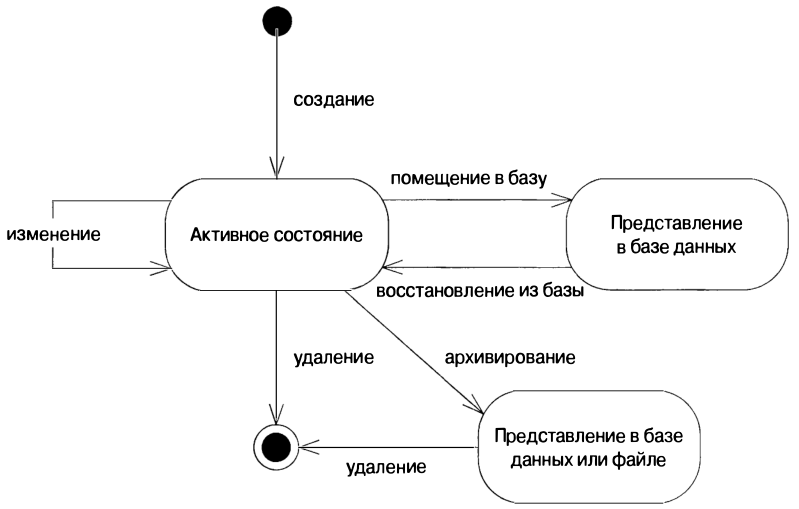 создание
помещение в базу
изменение
Активное состояние
Представление
в базе данных
восстановление из базы
удаление
архивирование
Представление в базе
данных или файле
удаление